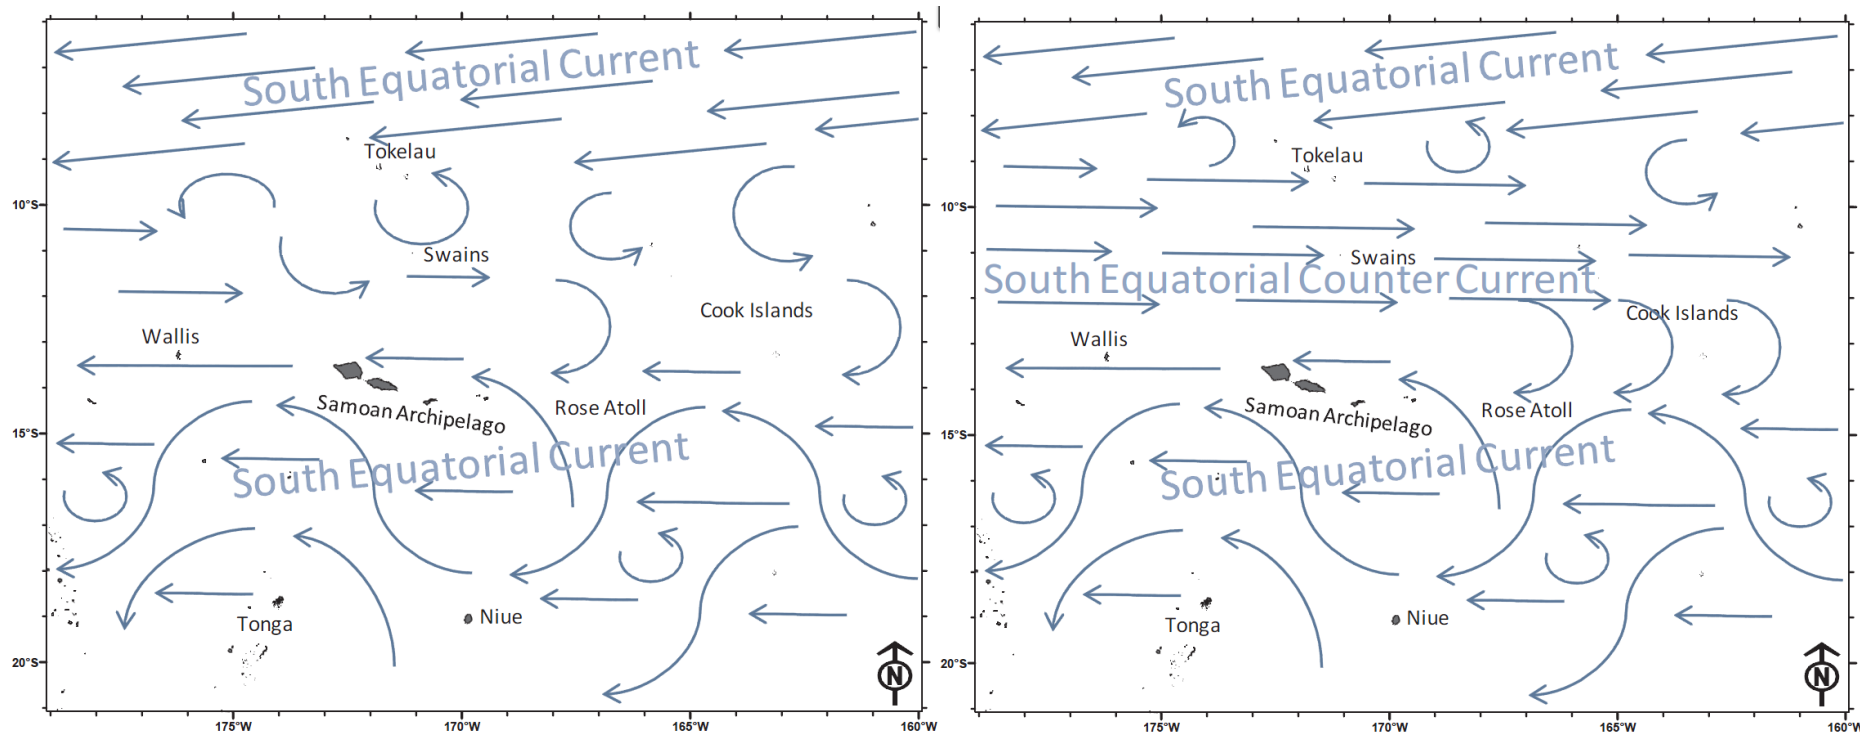 South Equatorial Current
Tokelau
10°S
Swains
Cook Islands
Wallis
Samoan Archipelago
Rose Atoll
15°S
South Equatorial Current
Tonga
Niue
20°S
N
175°W
170°W
165°W
160°W
South Equatorial Current
Tokelau
10°S
Swains
South Equatorial Counter Current
Cook Islands
Wallis
Samoan Archipelago
Rose Atoll
15°S
South Equatorial Current
Tonga
Niue
20°S
N
175°W
170°W
165°W
160°W